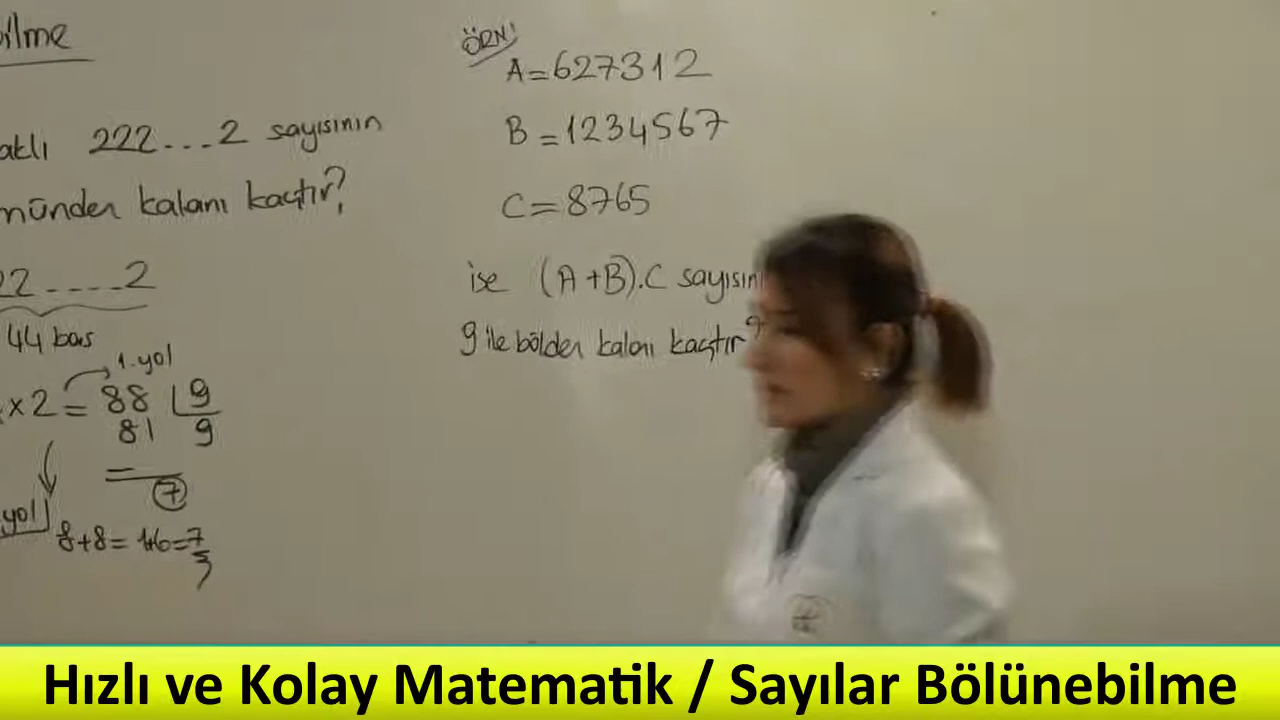 ilme
aklı 222...2 sayısının
münden kalanı kaçtır?
22....2
44 bas
1.yol
x2=88 9
81 9
7
yol
8+8=1+6=7
ÖRN:
A=627312
B=1234567
C=8765
ise (A+B).C sayısın
9 ile bölden kalanı kaçtır?
Hızlı ve Kolay Matematik / Sayılar Bölünebilme